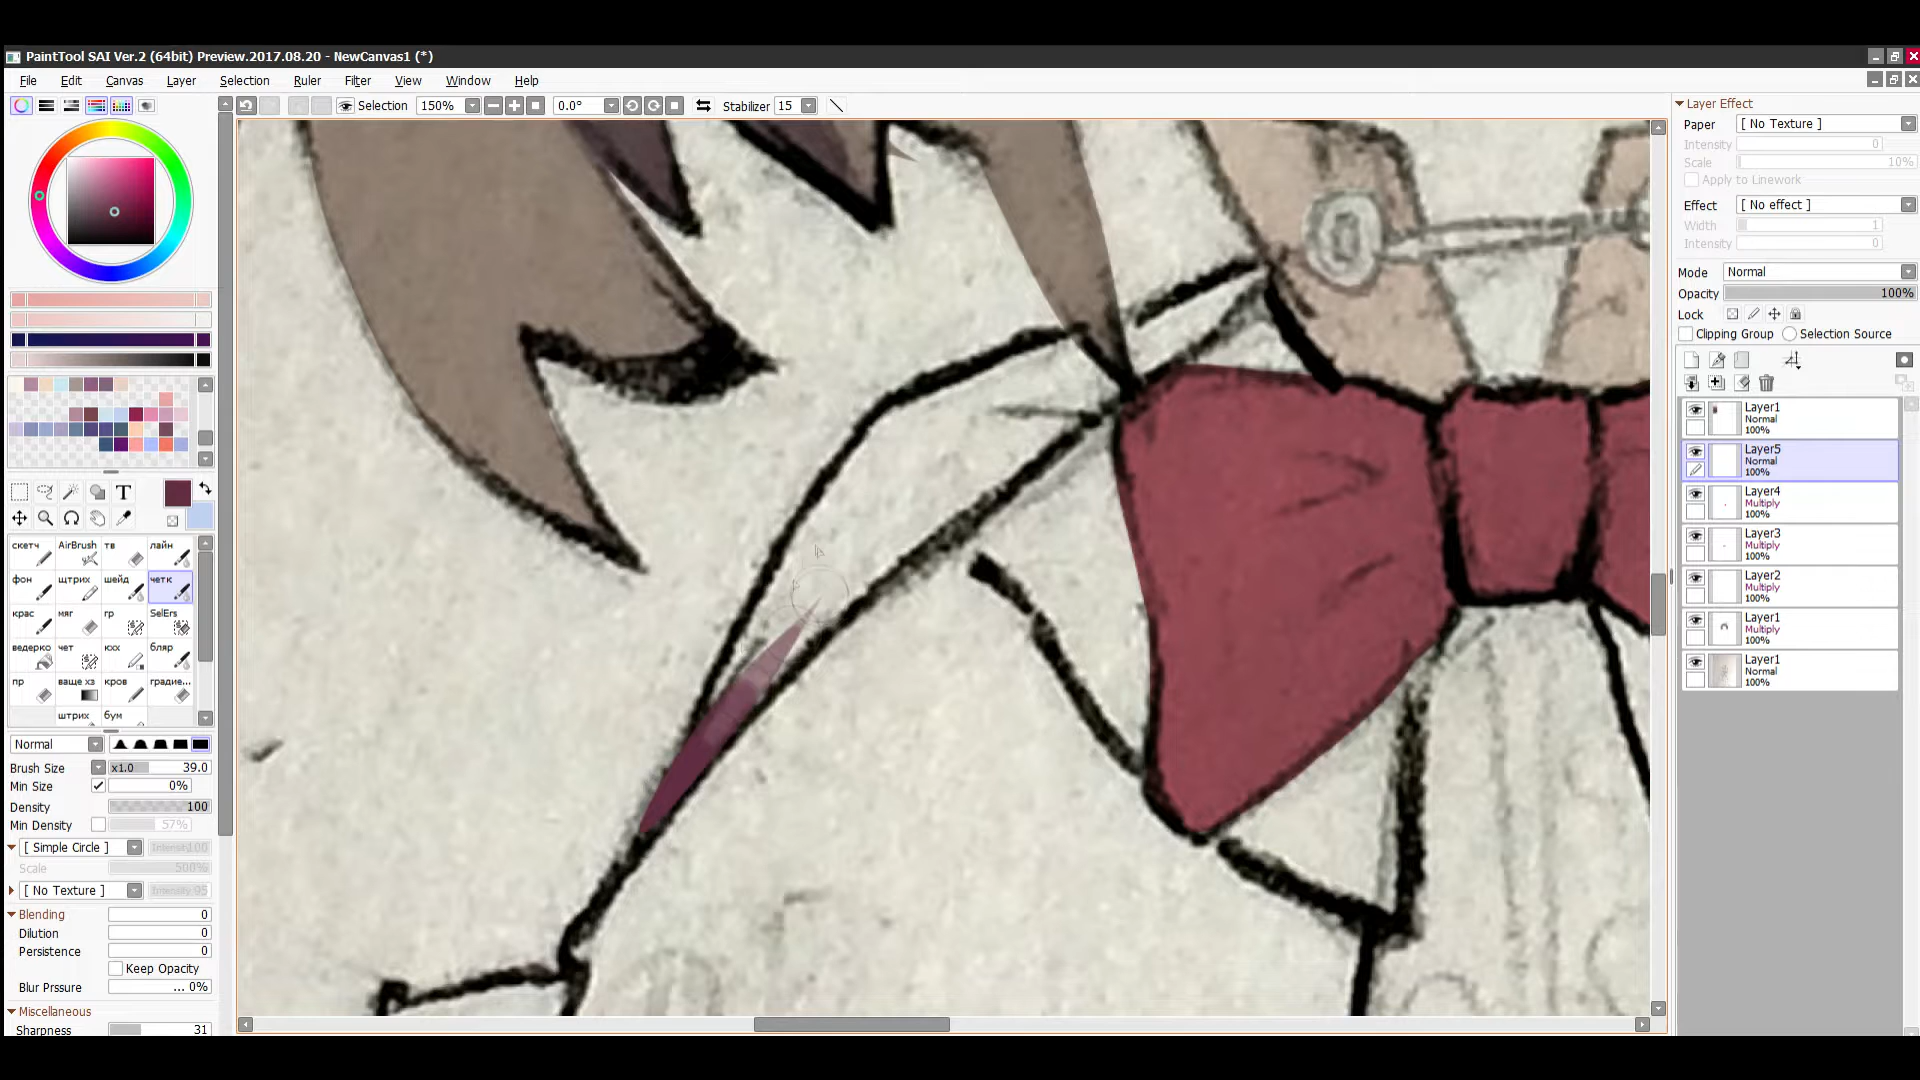 PaintTool SAI Ver.2 (64bit) Preview.2017.08.20 - NewCanvas1 (*)
File Edit Canvas Layer Selection Ruler Filter View Window Help
Selection 150% 0.0° Stabilizer 15
Layer Effect
Paper [ No Texture ]
Intensity 0
Scale 10%
Apply to Linework
Effect [ No effect ]
Width 1
Intensity 0
Mode Normal
Opacity 100%
Lock
Clipping Group Selection Source
Layer1
Normal
100%
Layer5
Normal
100%
Layer4
Multiply
100%
Layer3
Multiply
100%
Layer2
Multiply
100%
Layer1
Multiply
100%
Layer1
Normal
100%
T
скетч AirBrush тв лайн
фон щтрих шейд четк
крас мяг гр SelErs
ведерко чет кхх бляр
пр ваще хз кров градие...
штрих бум
Normal
Brush Size x1.0 39.0
Min Size 0%
Density 100
Min Density 57%
[ Simple Circle ] Intensity 100
Scale 500%
[ No Texture ] Intensity 95
Blending 0
Dilution 0
Persistence 0
Keep Opacity
Blur Prssure ... 0%
Miscellaneous
Sharpness 31